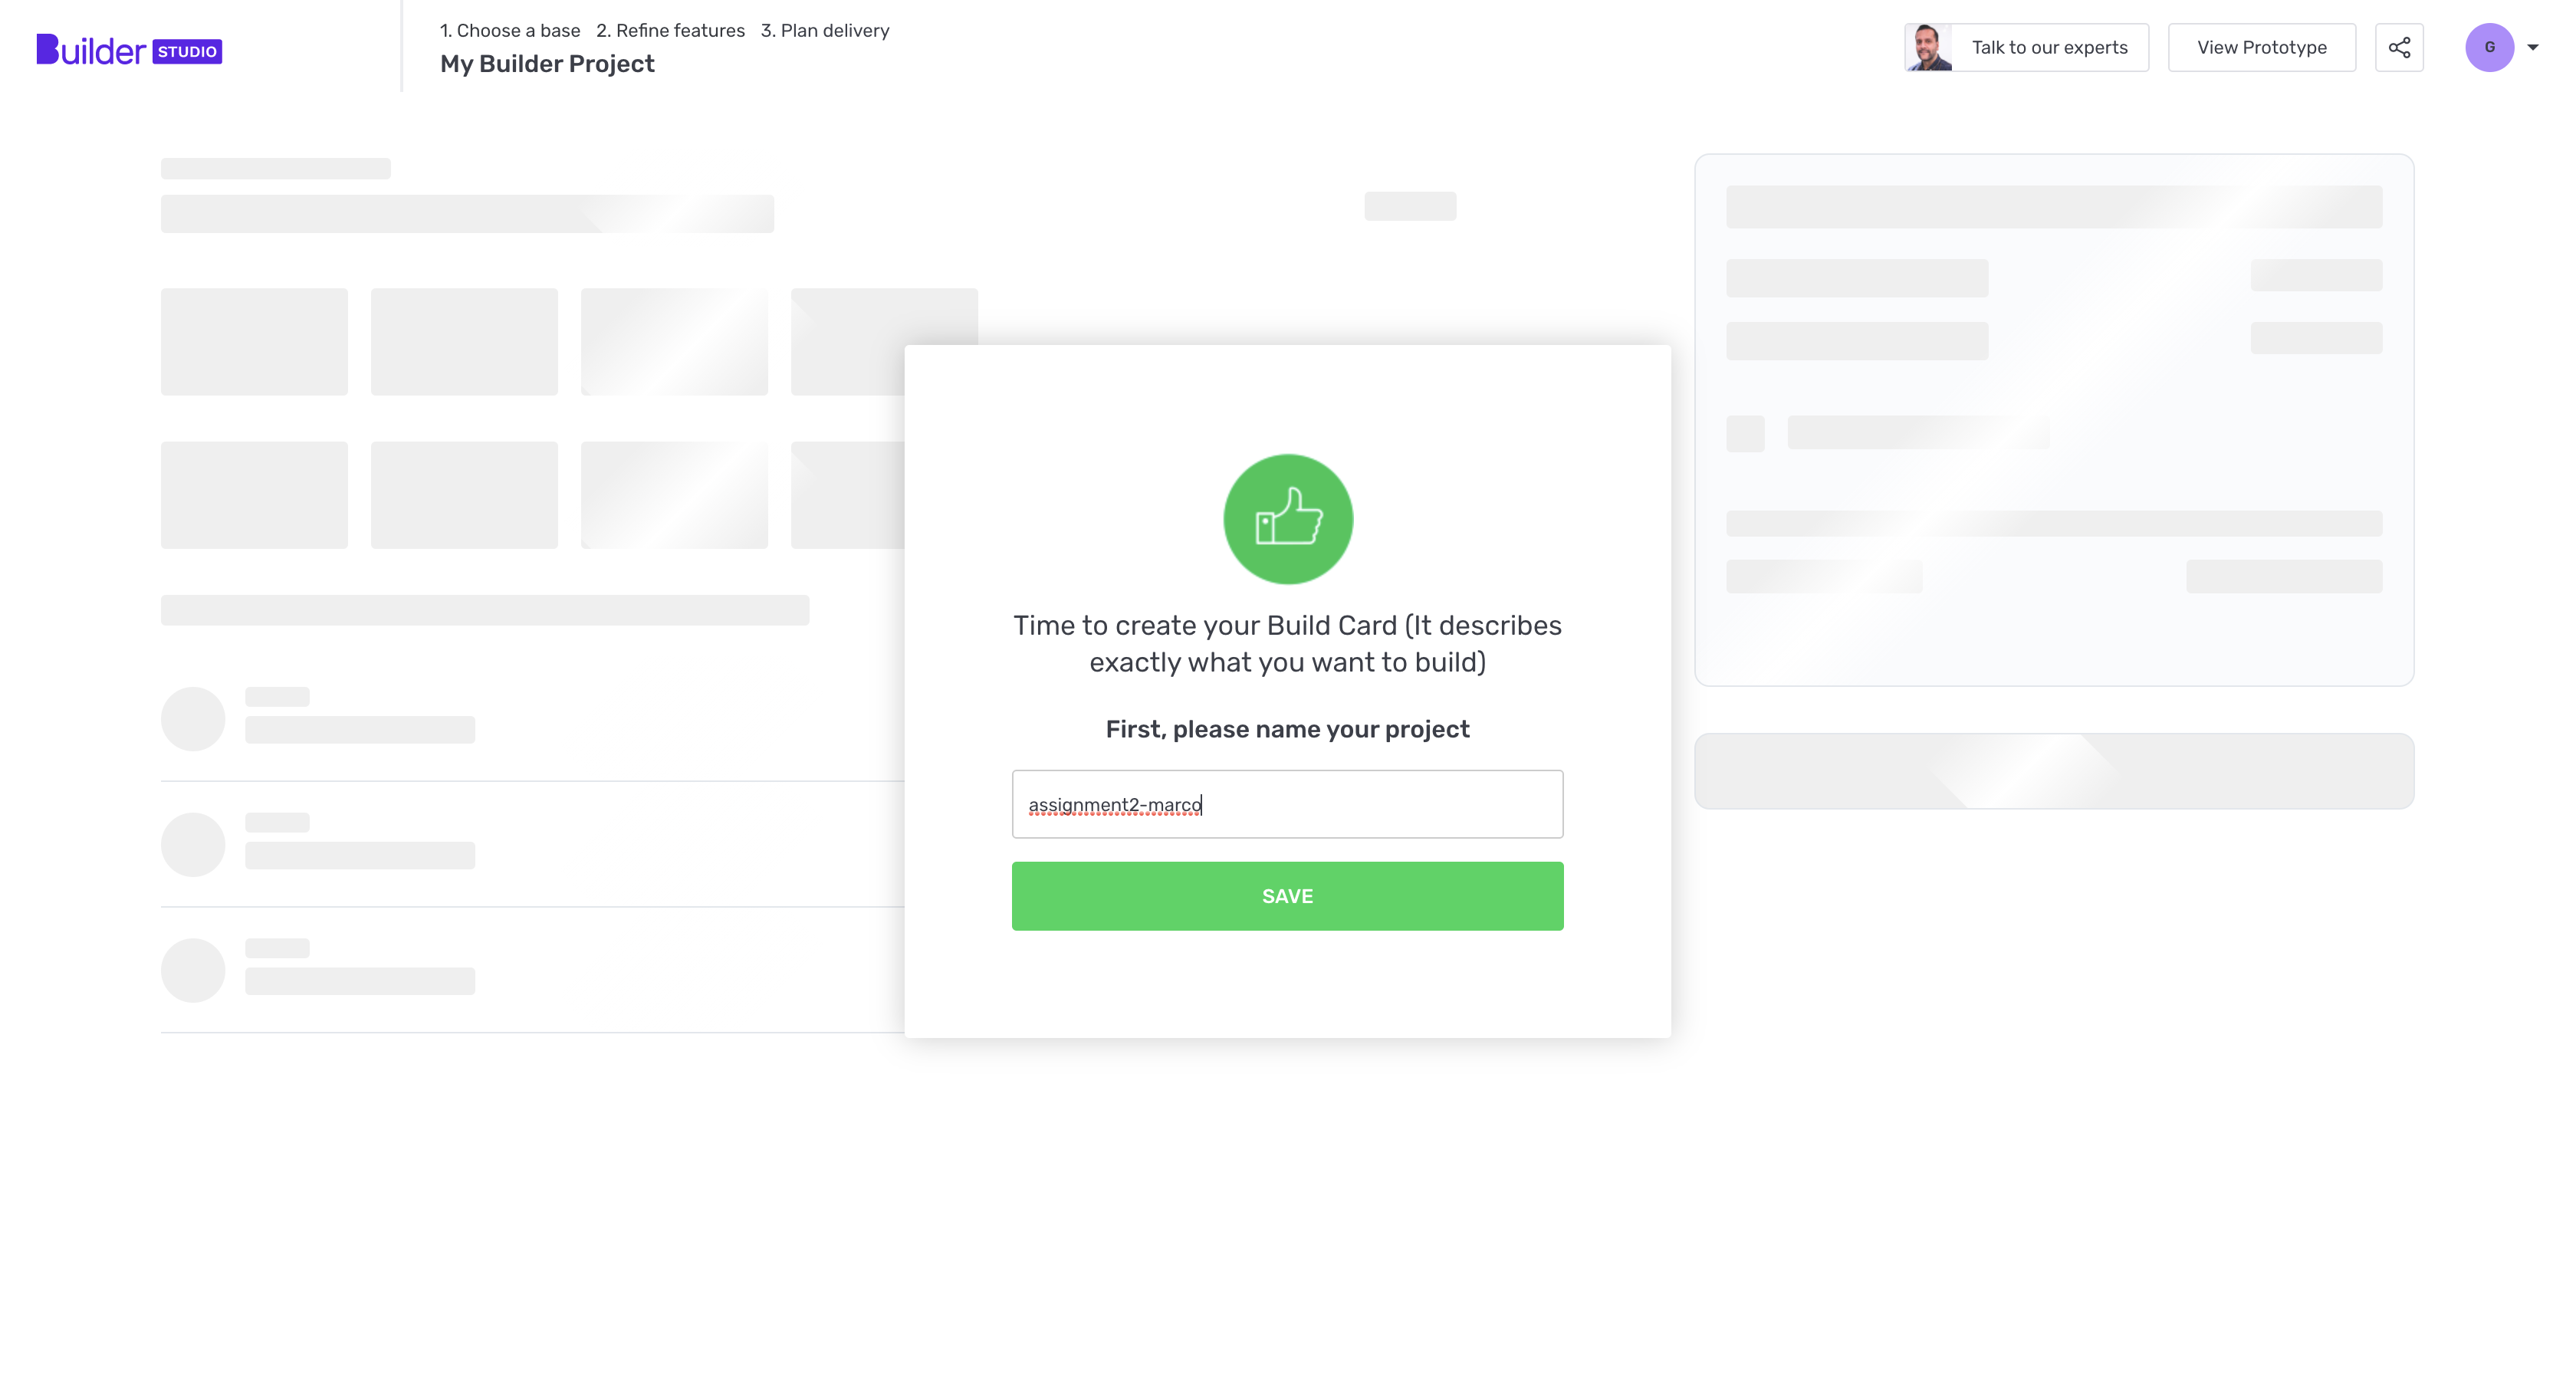 Builder STUDIO
1. Choose a base 2. Refine features 3. Plan delivery
My Builder Project
Talk to our experts
View Prototype
G
Time to create your Build Card (It describes
exactly what you want to build)
First, please name your project
assignment2-marco
SAVE